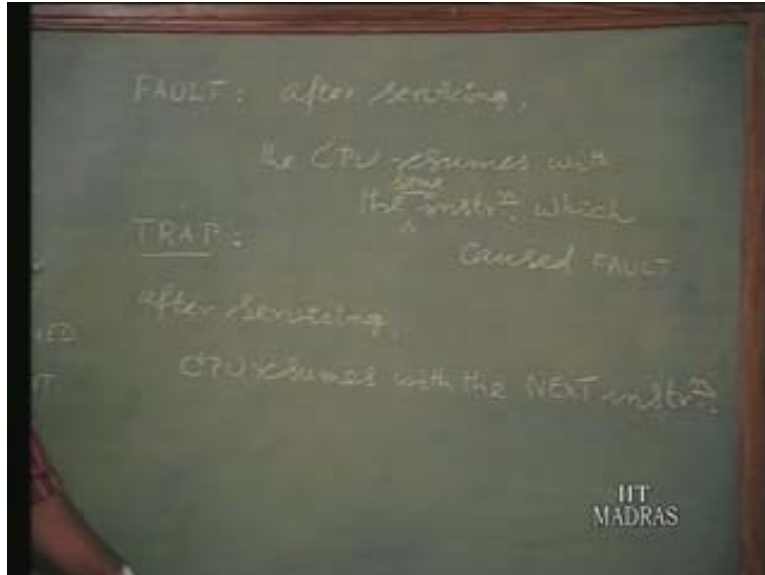 FAULT: after servicing,
the CPU resumes with
same
the instrn. which
caused FAULT
TRAP:
after servicing,
NED
CPU resumes with the NEXT instrn.
IIT
MADRAS